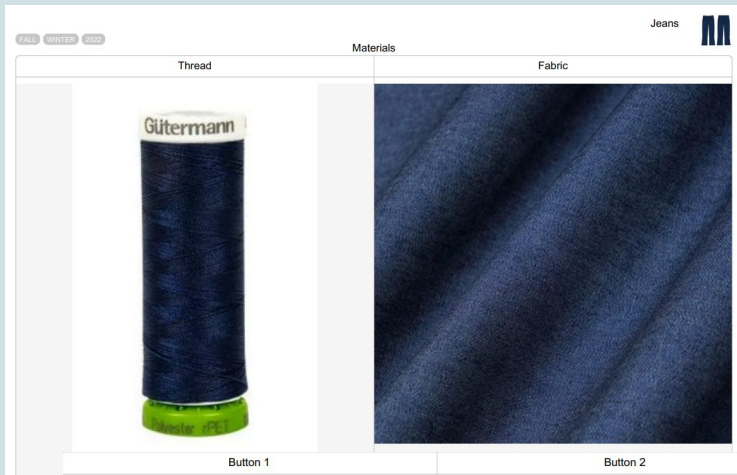 Jeans
FALL WINTER 2022
Materials
Thread Fabric
Gütermann
Polyester rPET
Button 1 Button 2